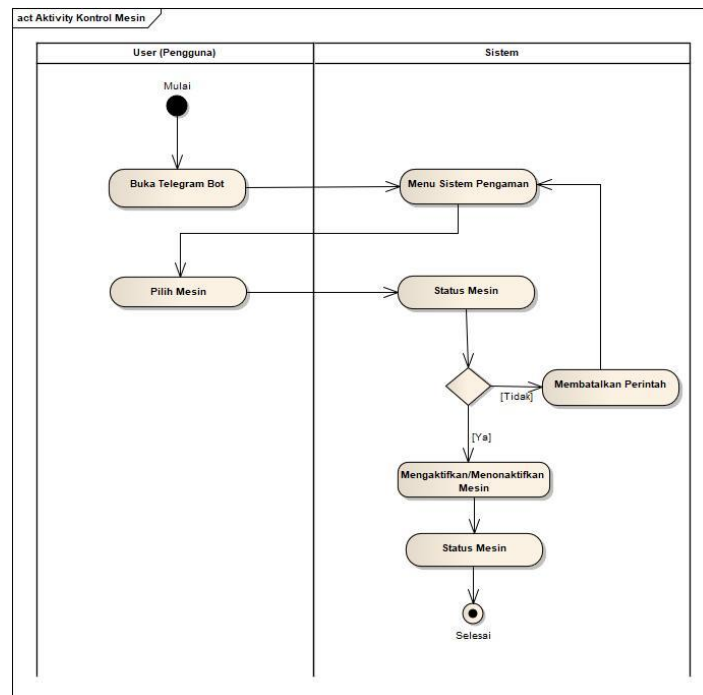 act Aktivity Kontrol Mesin
User (Pengguna)
Sistem
Mulai
Buka Telegram Bot
Menu Sistem Pengaman
Pilih Mesin
Status Mesin
[Tidak]
Membatalkan Perintah
[Ya]
Mengaktifkan/Menonaktifkan
Mesin
Status Mesin
Selesai